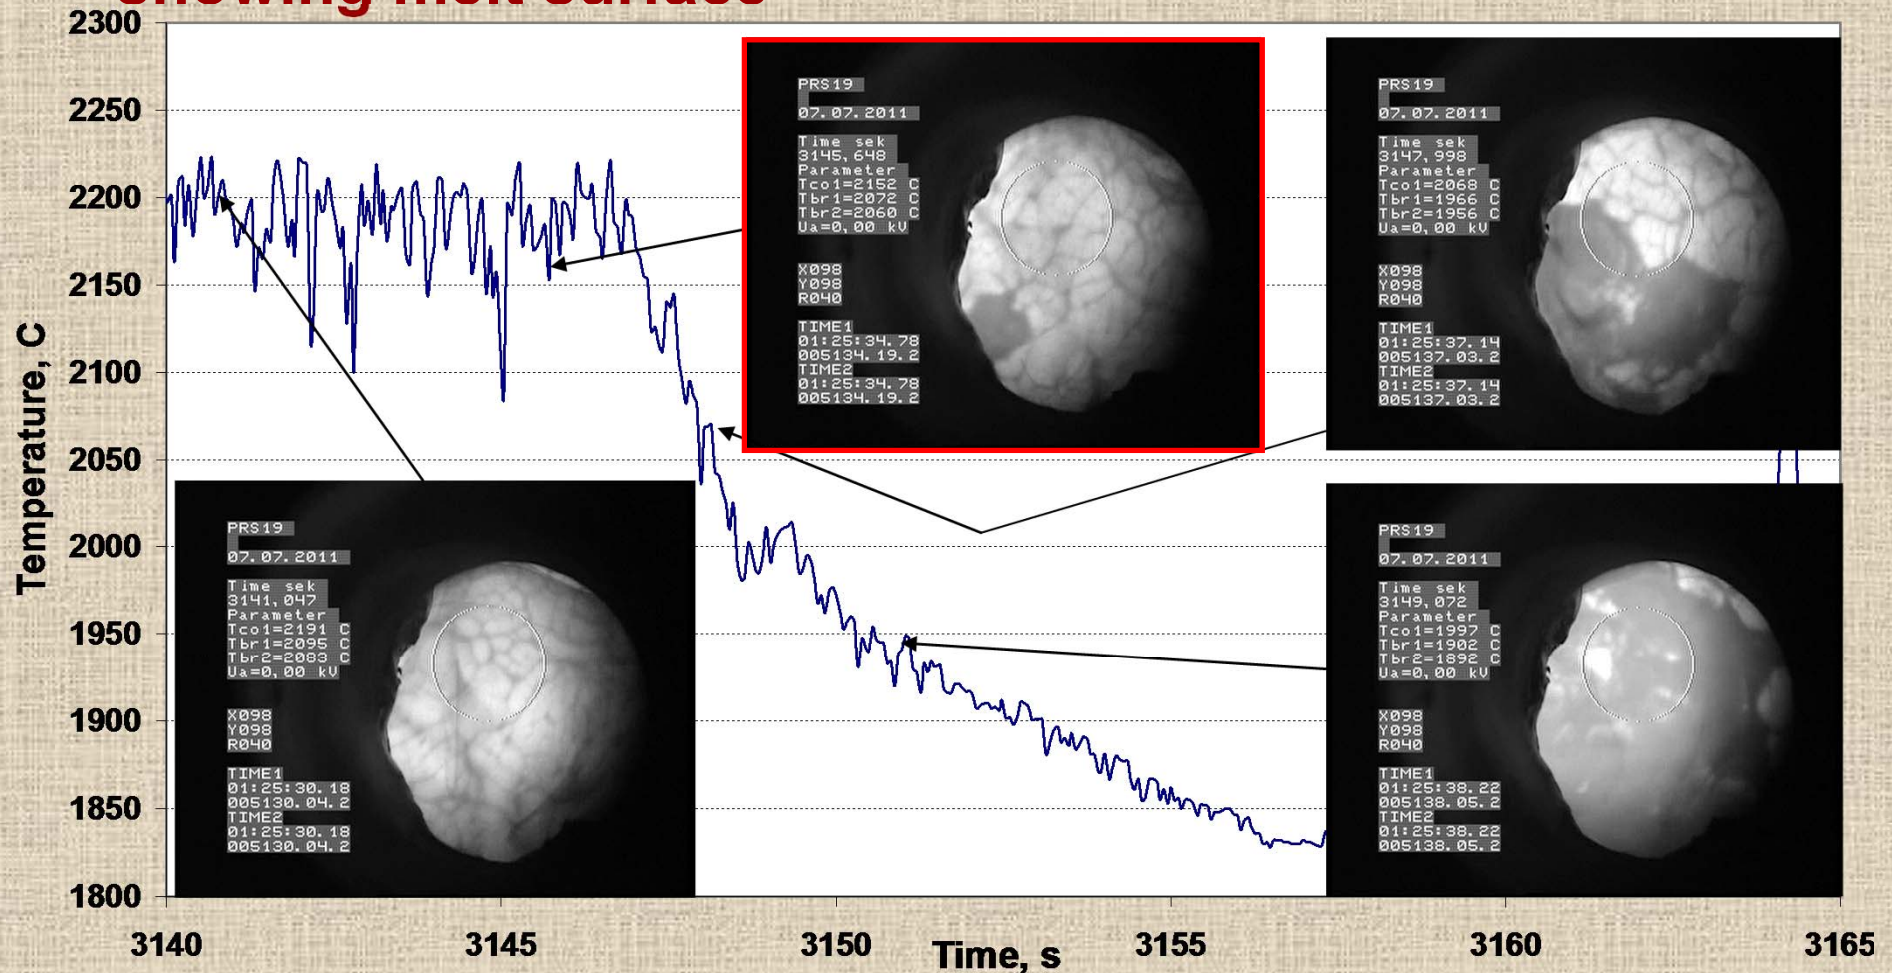 showing melt surface
2300
2250
2200
2150
2100
2050
2000
1950
1900
1850
1800
Temperature, C
3140
3145
3150
3155
3160
3165
Time, s
PRS19
07.07.2011
Time sek
3145,648
Parameter
Tco1=2152 C
Tbr1=2072 C
Tbr2=2060 C
Ua=0,00 kV
X098
Y098
R040
TIME1
01:25:34.78
005134.19.2
TIME2
01:25:34.78
005134.19.2
PRS19
07.07.2011
Time sek
3147,998
Parameter
Tco1=2068 C
Tbr1=1966 C
Tbr2=1956 C
Ua=0,00 kV
X098
Y098
R040
TIME1
01:25:37.14
005137.03.2
TIME2
01:25:37.14
005137.03.2
PRS19
07.07.2011
Time sek
3141,047
Parameter
Tco1=2191 C
Tbr1=2095 C
Tbr2=2083 C
Ua=0,00 kV
X098
Y098
R040
TIME1
01:25:30.18
005130.04.2
TIME2
01:25:30.18
005130.04.2
PRS19
07.07.2011
Time sek
3149,072
Parameter
Tco1=1997 C
Tbr1=1902 C
Tbr2=1892 C
Ua=0,00 kV
X098
Y098
R040
TIME1
01:25:38.22
005138.05.2
TIME2
01:25:38.22
005138.05.2